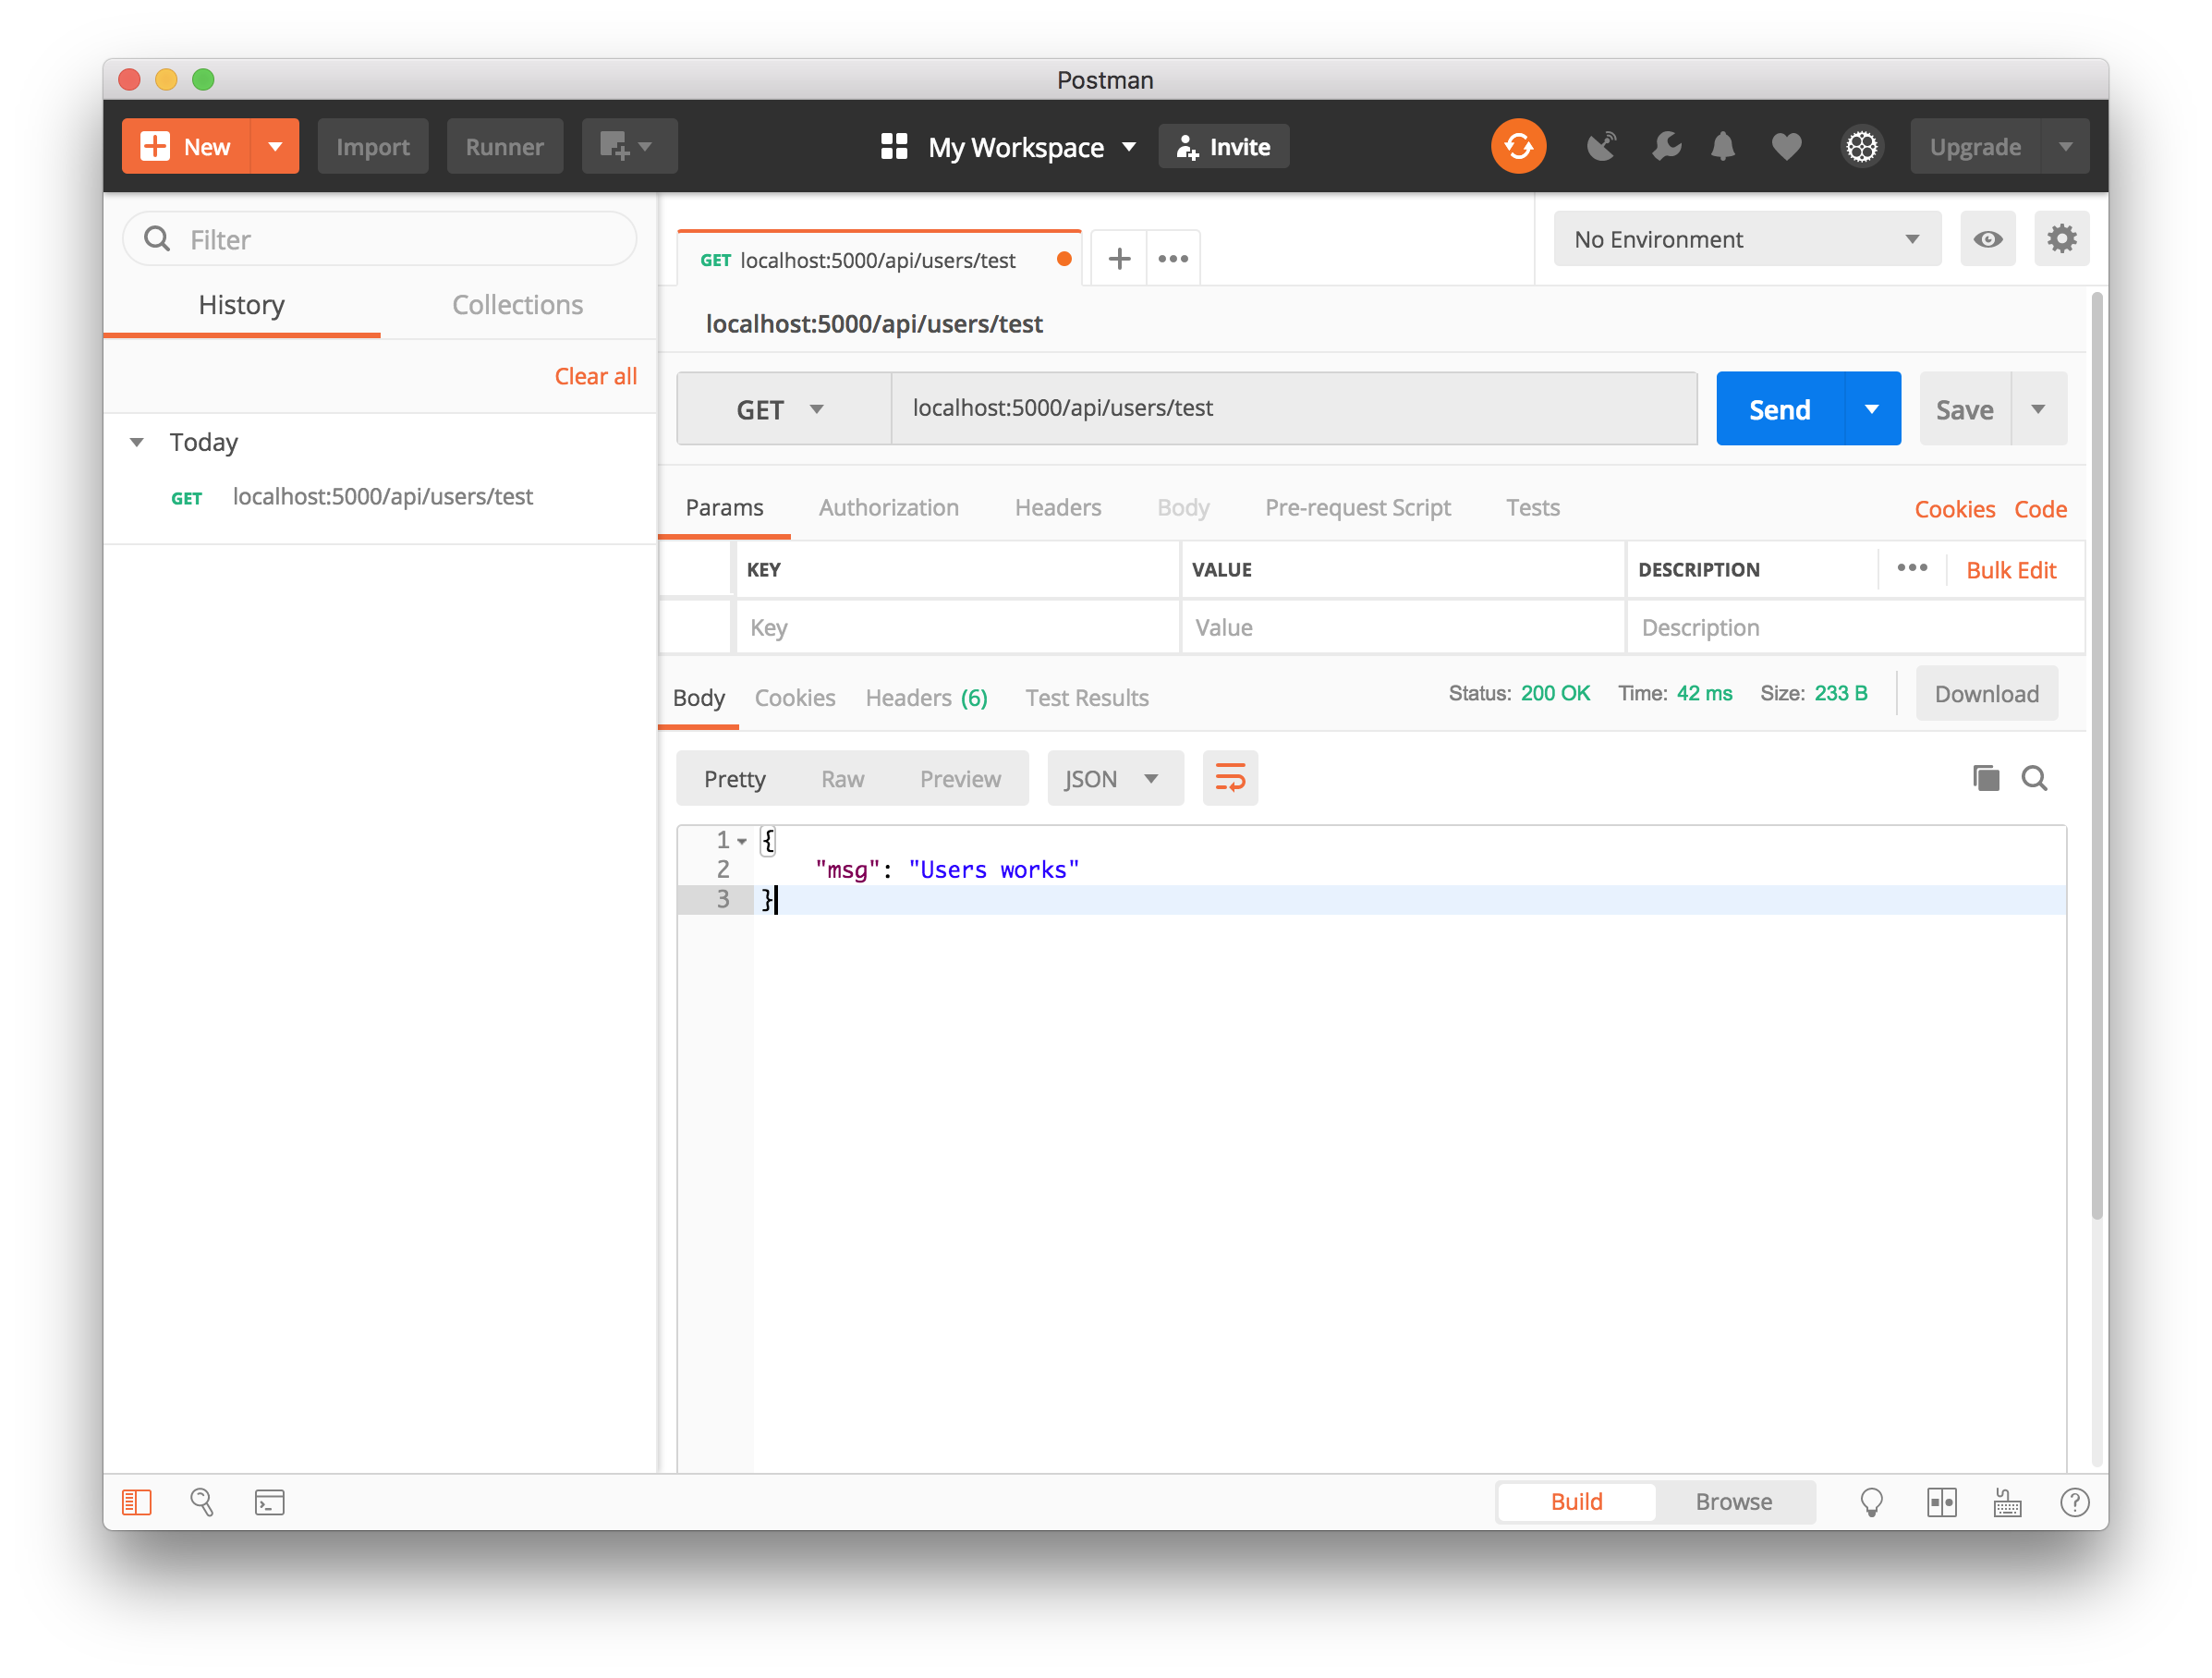 Postman
New Import Runner My Workspace Invite Upgrade
Filter
History Collections
Clear all
Today
GET localhost:5000/api/users/test
GET localhost:5000/api/users/test
No Environment
localhost:5000/api/users/test
GET localhost:5000/api/users/test Send Save
Params Authorization Headers Body Pre-request Script Tests Cookies Code
KEY VALUE DESCRIPTION Bulk Edit
Key Value Description
Body Cookies Headers (6) Test Results Status: 200 OK Time: 42 ms Size: 233 B Download
Pretty Raw Preview JSON
1 {
2 "msg": "Users works"
3 }
Build Browse